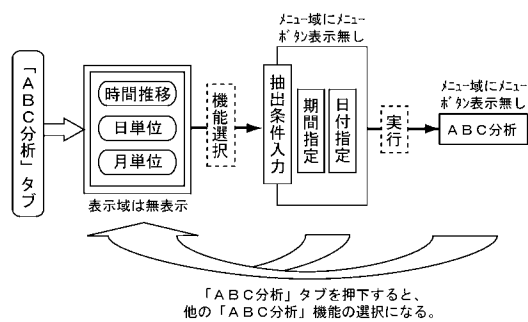 「ABC分析」タブ
時間推移
日単位
月単位
表示域は無表示
機能選択
メニュー域にメニュー
ボタン表示無し
抽出条件入力
期間指定
日付指定
実行
メニュー域にメニュー
ボタン表示無し
ABC分析
「ABC分析」タブを押下すると、
他の「ABC分析」機能の選択になる。